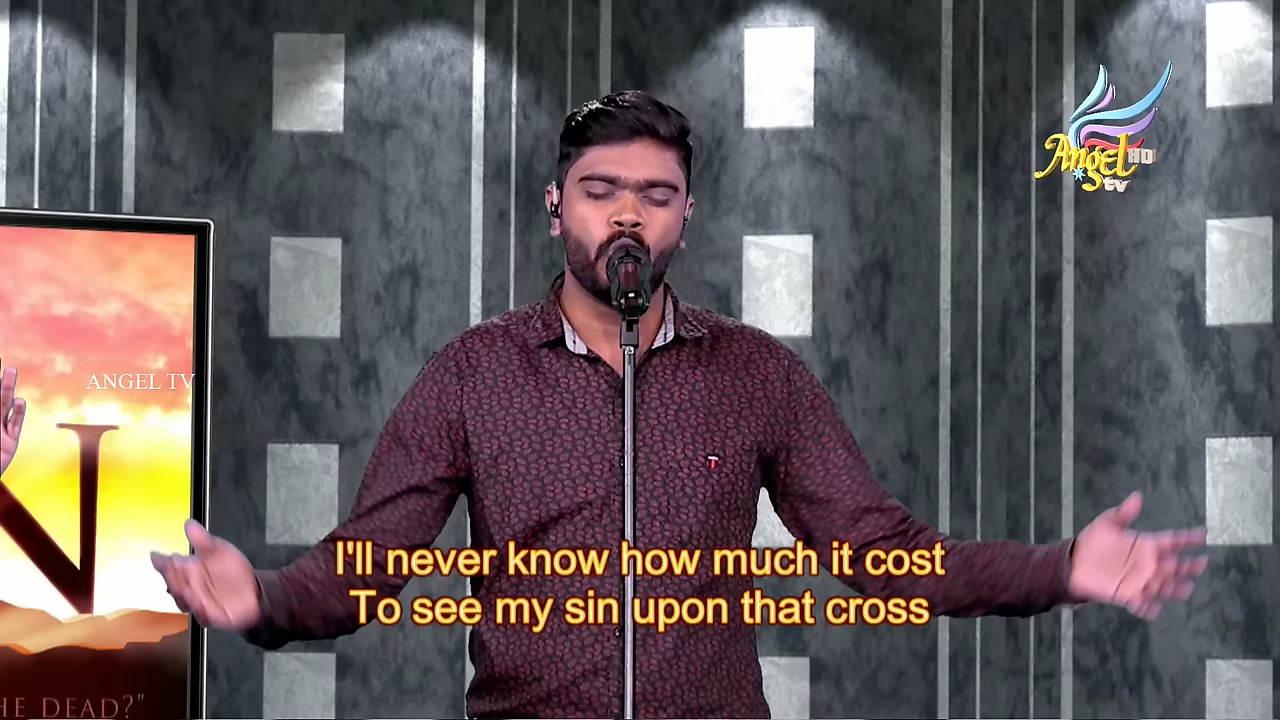 Angel HD
tv
ANGEL TV
N
HE DEAD?"
I'll never know how much it cost
To see my sin upon that cross